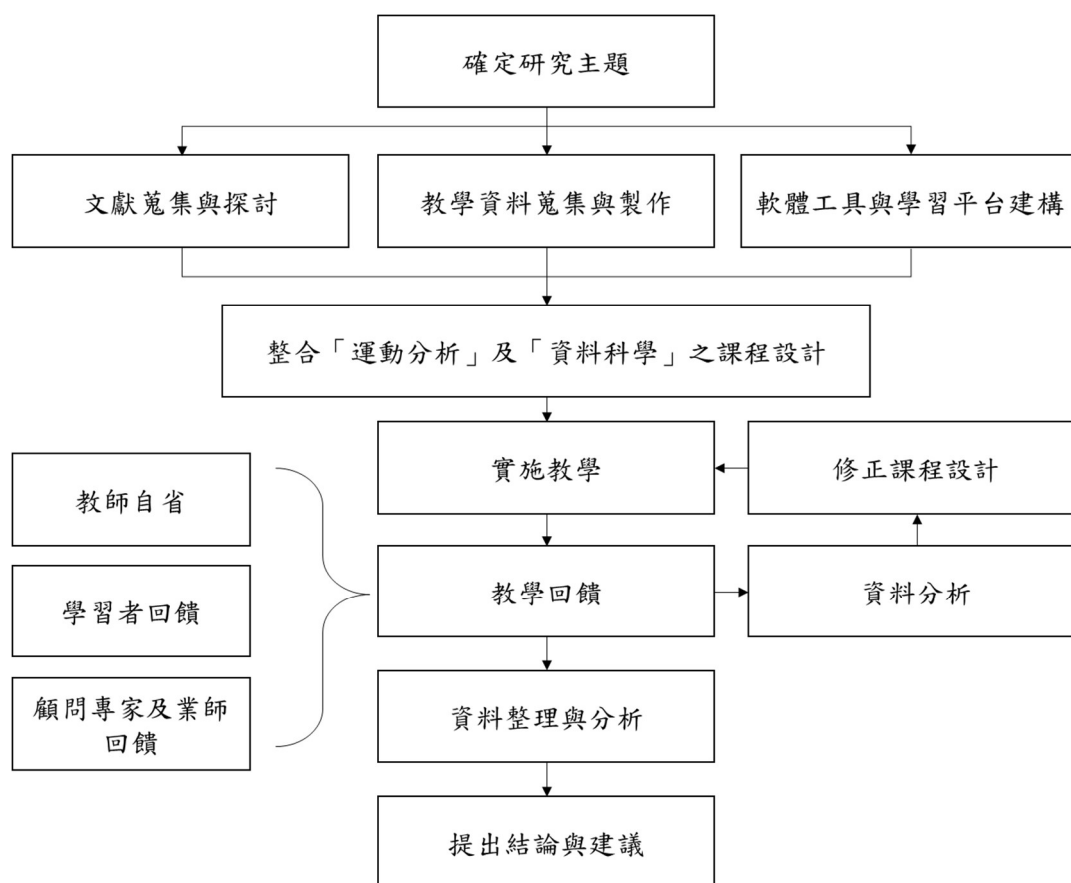 確定研究主題
文獻蒐集與探討
教學資料蒐集與製作
軟體工具與學習平台建構
整合「運動分析」及「資料科學」之課程設計
實施教學
修正課程設計
教師自省
教學回饋
資料分析
學習者回饋
顧問專家及業師
回饋
資料整理與分析
提出結論與建議